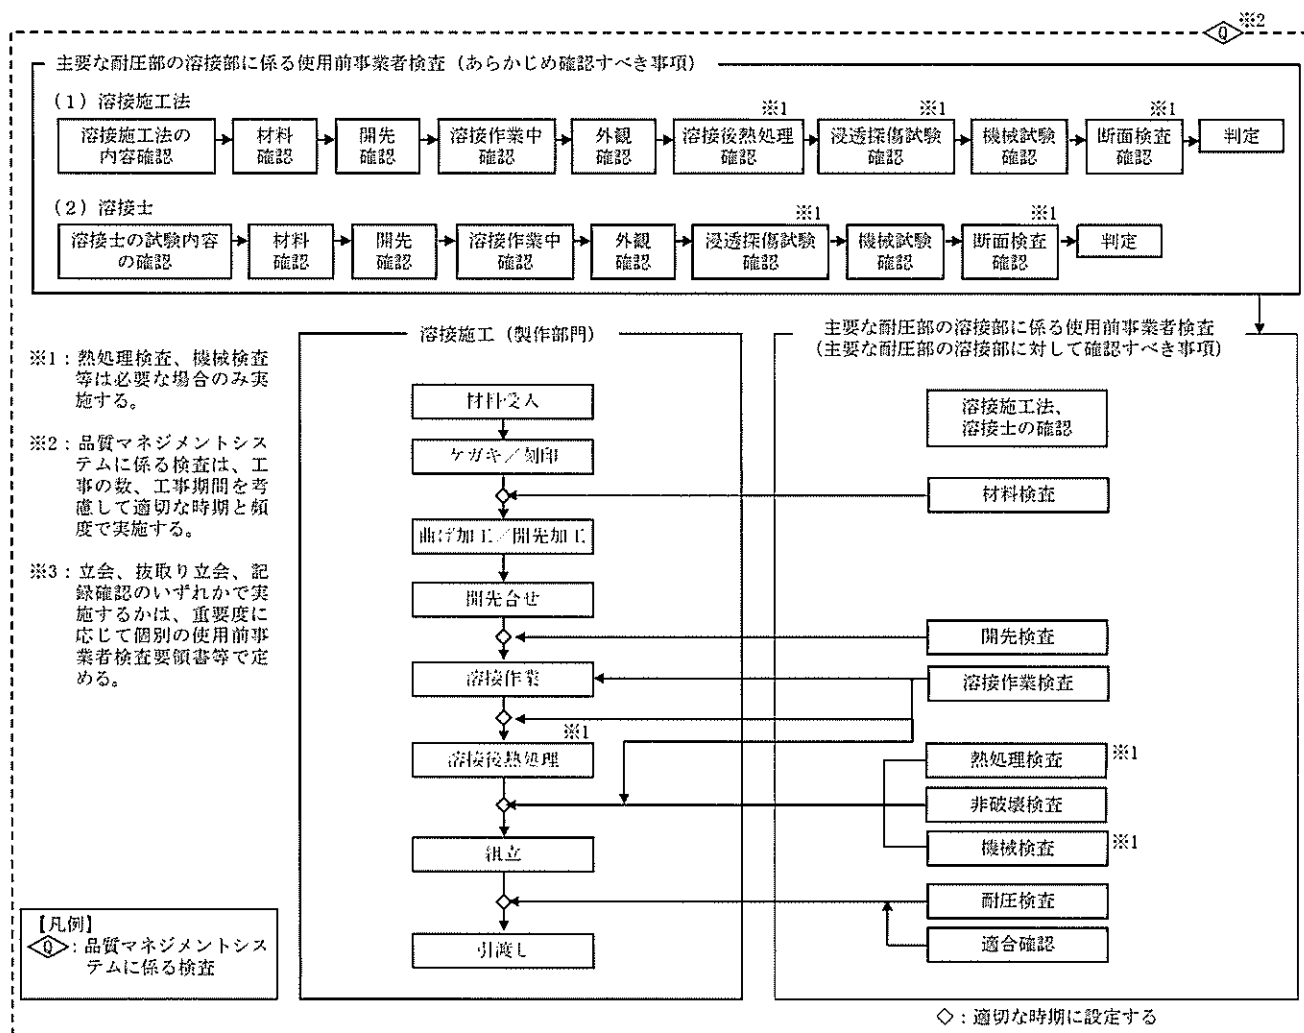 Q ※2
主要な耐圧部の溶接部に係る使用前事業者検査(あらかじめ確認すべき事項)
(1)溶接施工法
溶接施工法の
内容確認
材料
確認
開先
確認
溶接作業中
確認
外観
確認
※1
溶接後熱処理
確認
※1
浸透探傷試験
確認
機械試験
確認
※1
断面検査
確認
判定
(2)溶接士
溶接士の試験内容
の確認
材料
確認
開先
確認
溶接作業中
確認
外観
確認
※1
浸透探傷試験
確認
機械試験
確認
※1
断面検査
確認
判定
※1:熱処理検査、機械検査
等は必要な場合のみ実
施する。
※2:品質マネジメントシス
テムに係る検査は、工
事の数、工事期間を考
慮して適切な時期と頻
度で実施する。
※3:立会、抜取り立会、記
録確認のいずれかで実
施するかは、重要度に
応じて個別の使用前事
業者検査要領書等で定
める。
【凡例】
Q:品質マネジメントシス
テムに係る検査
溶接施工(製作部門)
材料受入
ケガキ/刻印
曲げ加工/開先加工
開先合せ
溶接作業
※1
溶接後熱処理
組立
引渡し
主要な耐圧部の溶接部に係る使用前事業者検査
(主要な耐圧部の溶接部に対して確認すべき事項)
溶接施工法、
溶接士の確認
材料検査
開先検査
溶接作業検査
熱処理検査 ※1
非破壊検査
機械検査 ※1
耐圧検査
適合確認
◇:適切な時期に設定する